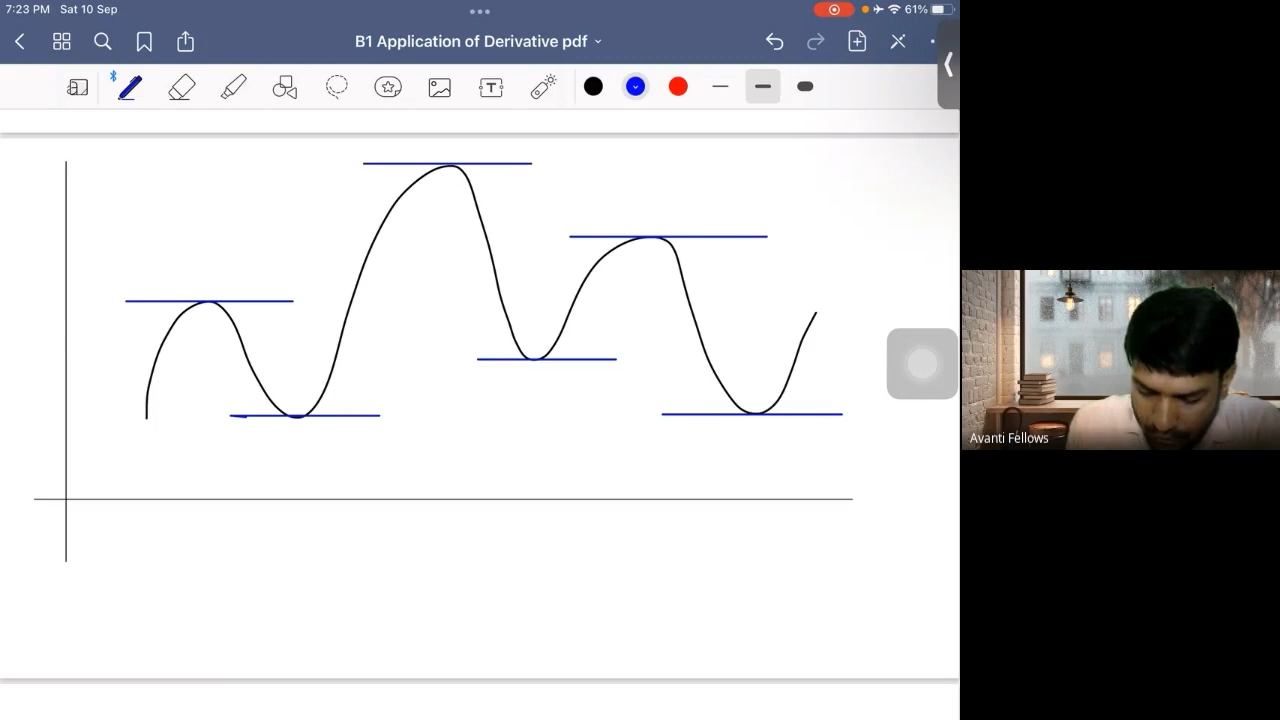 7:23 PM Sat 10 Sep
61%
B1 Application of Derivative pdf
T
Avanti Fellows